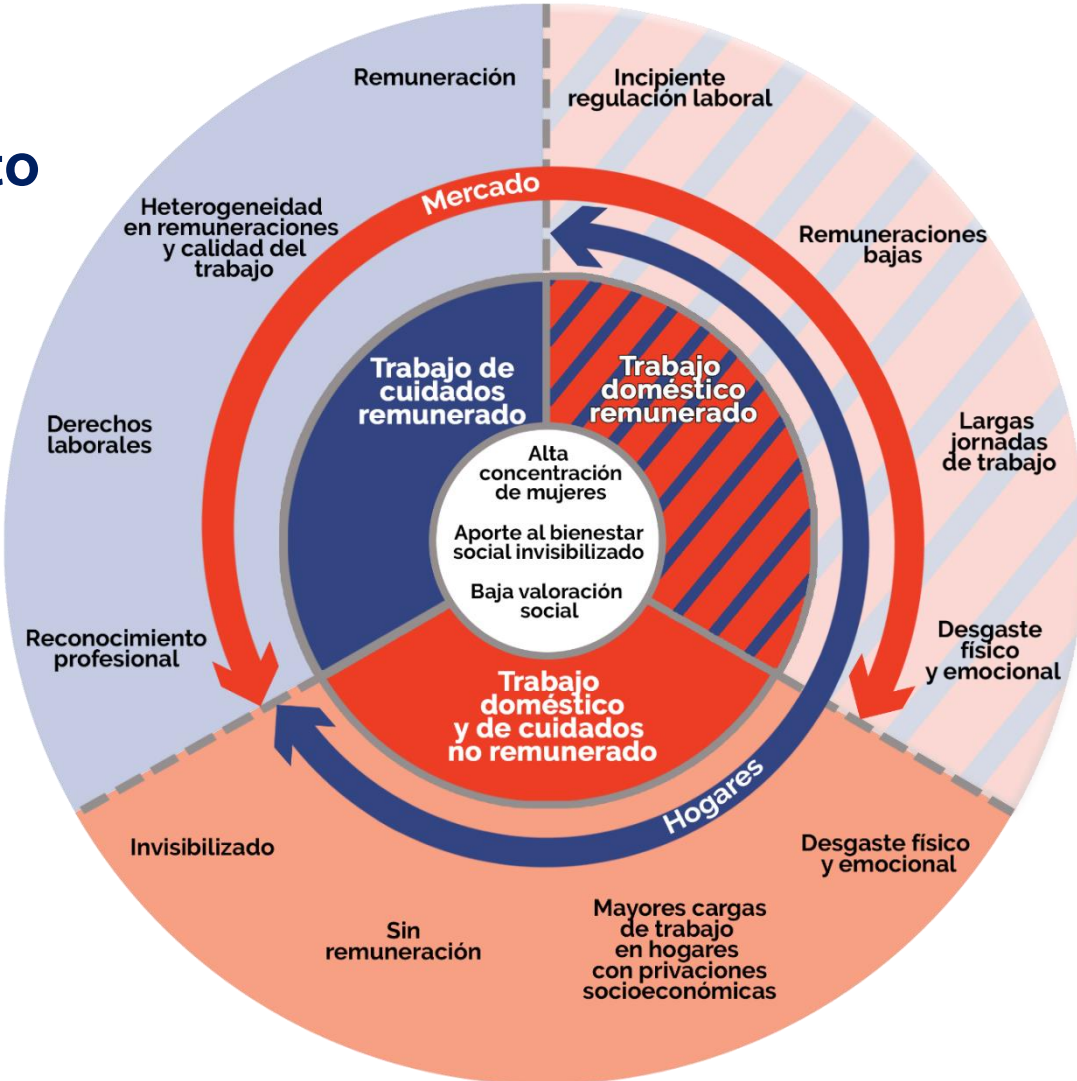 to
Remuneración
Incipiente
regulación laboral
Mercado
Heterogeneidad
en remuneraciones
y calidad del
trabajo
Remuneraciones
bajas
Trabajo de
cuidados
remunerado
Trabajo
doméstico
remunerado
Derechos
laborales
Largas
jornadas
de trabajo
Alta
concentración
de mujeres
Aporte al bienestar
social invisibilizado
Baja valoración
social
Reconocimiento
profesional
Desgaste
físico
y emocional
Trabajo
doméstico
y de cuidados
no remunerado
Hogares
Invisibilizado
Sin
remuneración
Mayores cargas
de trabajo
en hogares
con privaciones
socioeconómicas
Desgaste físico
y emocional